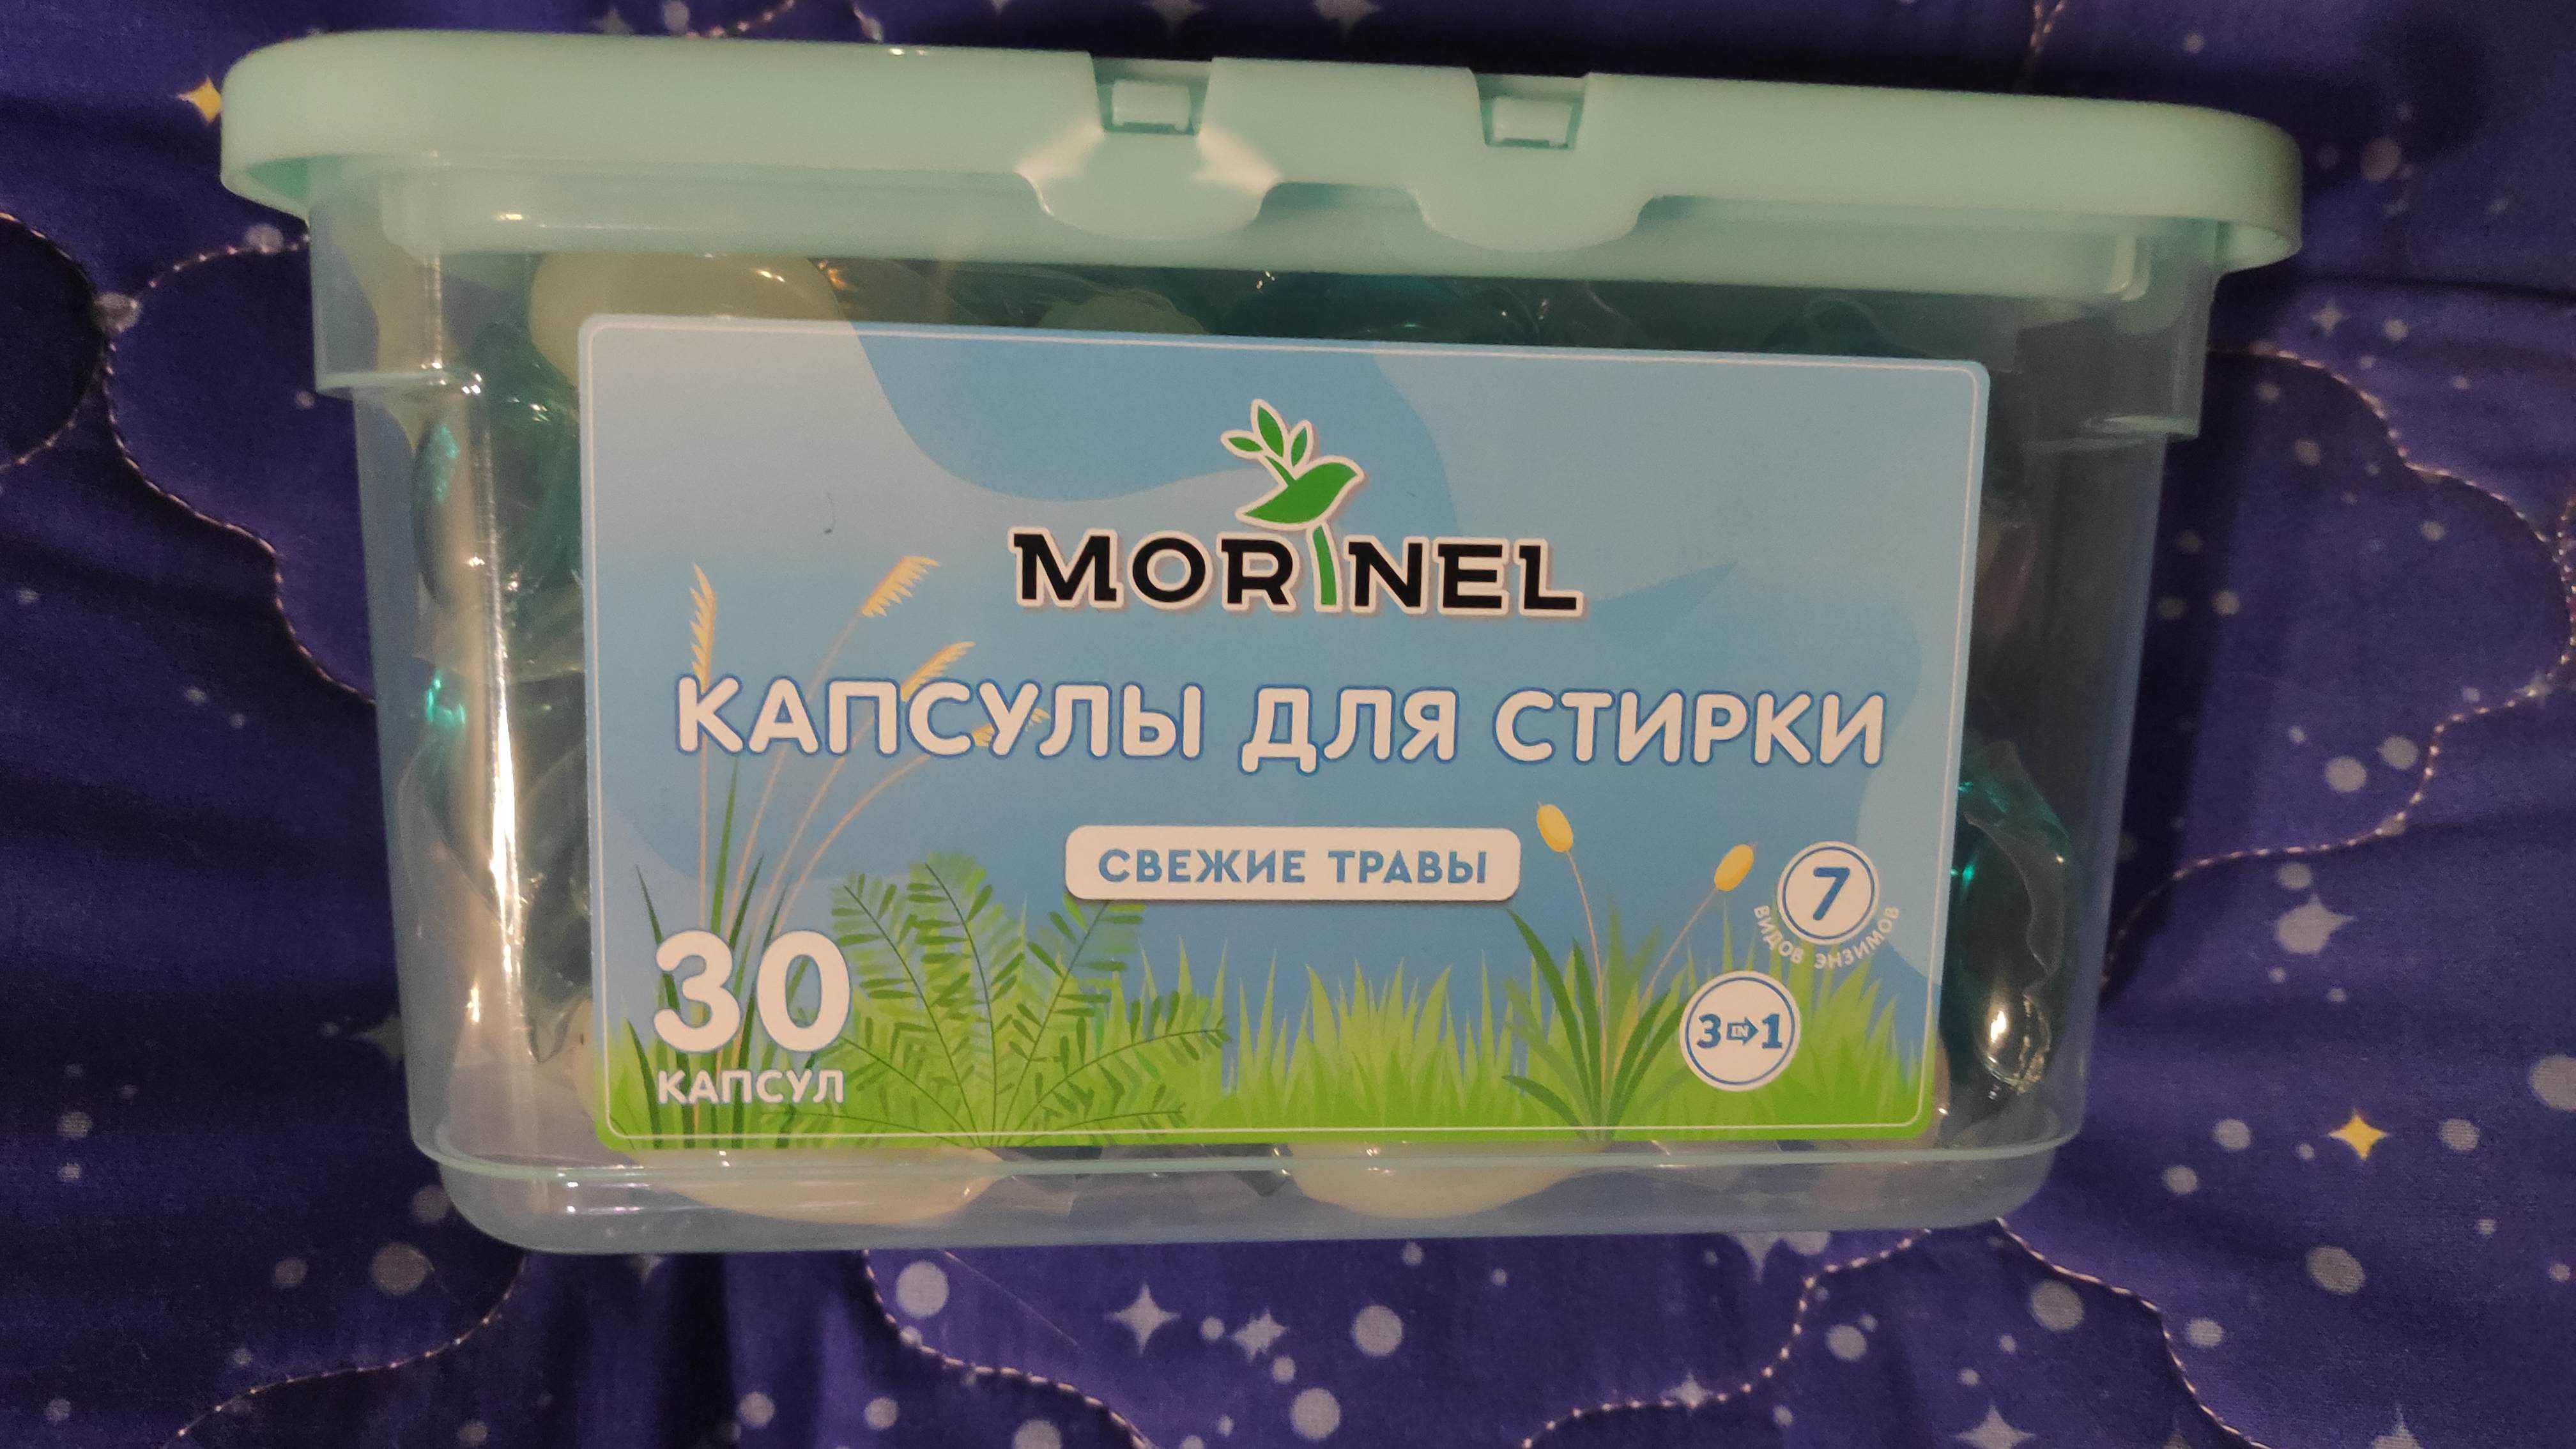 MORINEL
КАПСУЛЫ ДЛЯ СТИРКИ
СВЕЖИЕ ТРАВЫ
7
ВИДОВ ЭНЗИМОВ
30
КАПСУЛ
3 IN 1